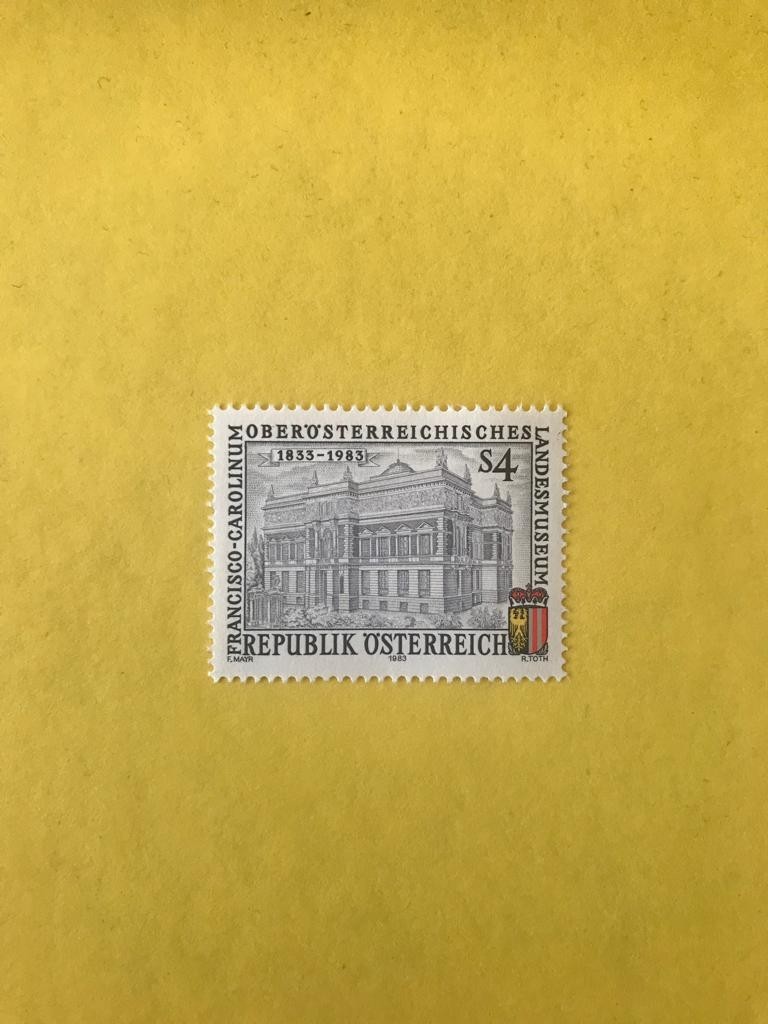 FRANCISCO-CAROLINUM
OBERÖSTERREICHISCHES
LANDESMUSEUM
1833-1983
S4
REPUBLIK ÖSTERREICH
F. MAYR
1983
R. TOTH